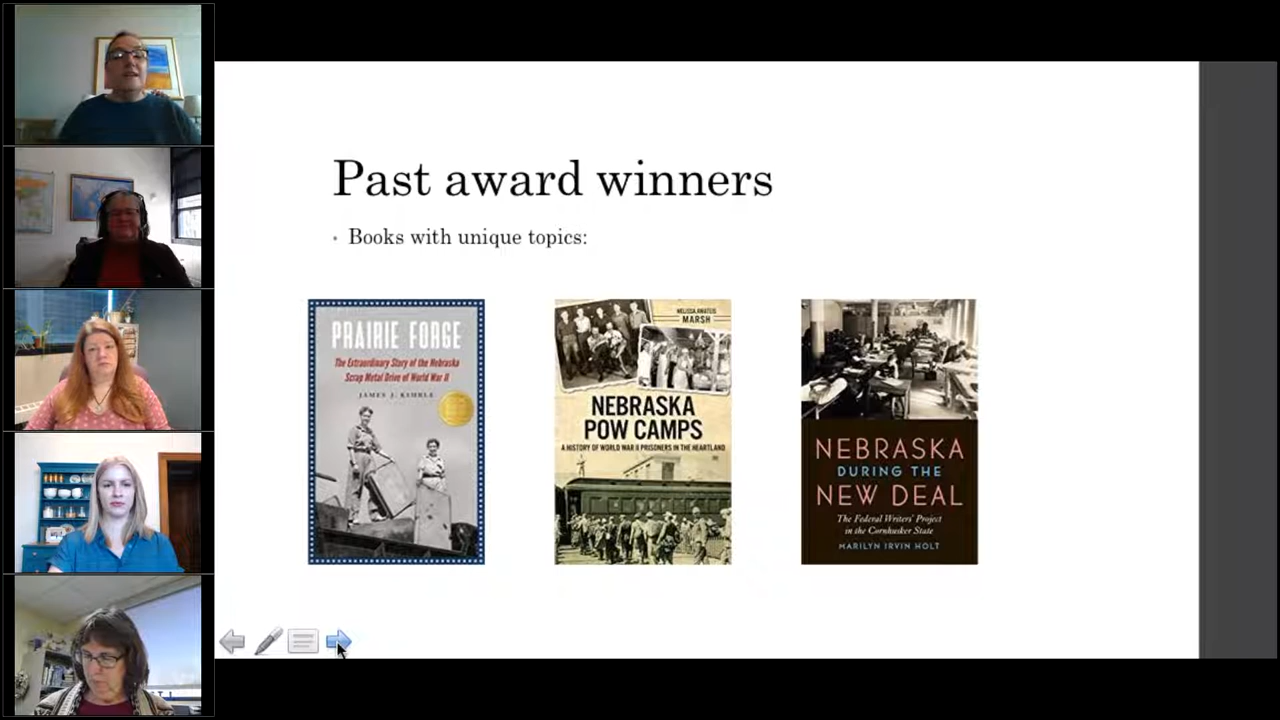 Past award winners
• Books with unique topics:
PRAIRIE FORGE
The Extraordinary Story of the Nebraska
Scrap Metal Drive of World War II
JAMES J. KIMBLE
MELISSA AMATEIS
MARSH
NEBRASKA
POW CAMPS
A HISTORY OF WORLD WAR II PRISONERS IN THE HEARTLAND
NEBRASKA
DURING THE
NEW DEAL
The Federal Writers' Project
in the Cornhusker State
MARILYN IRVIN HOLT